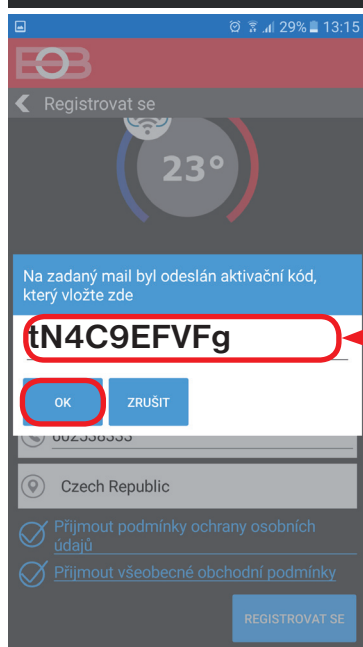 29% 13:15
EOB
Registrovat se
23°
Na zadaný mail byl odeslán aktivační kód,
který vložte zde
tN4C9EFVFg
OK ZRUŠIT
002538333
Czech Republic
Přijmout podmínky ochrany osobních
údajů
Přijmout všeobecné obchodní podmínky
REGISTROVAT SE